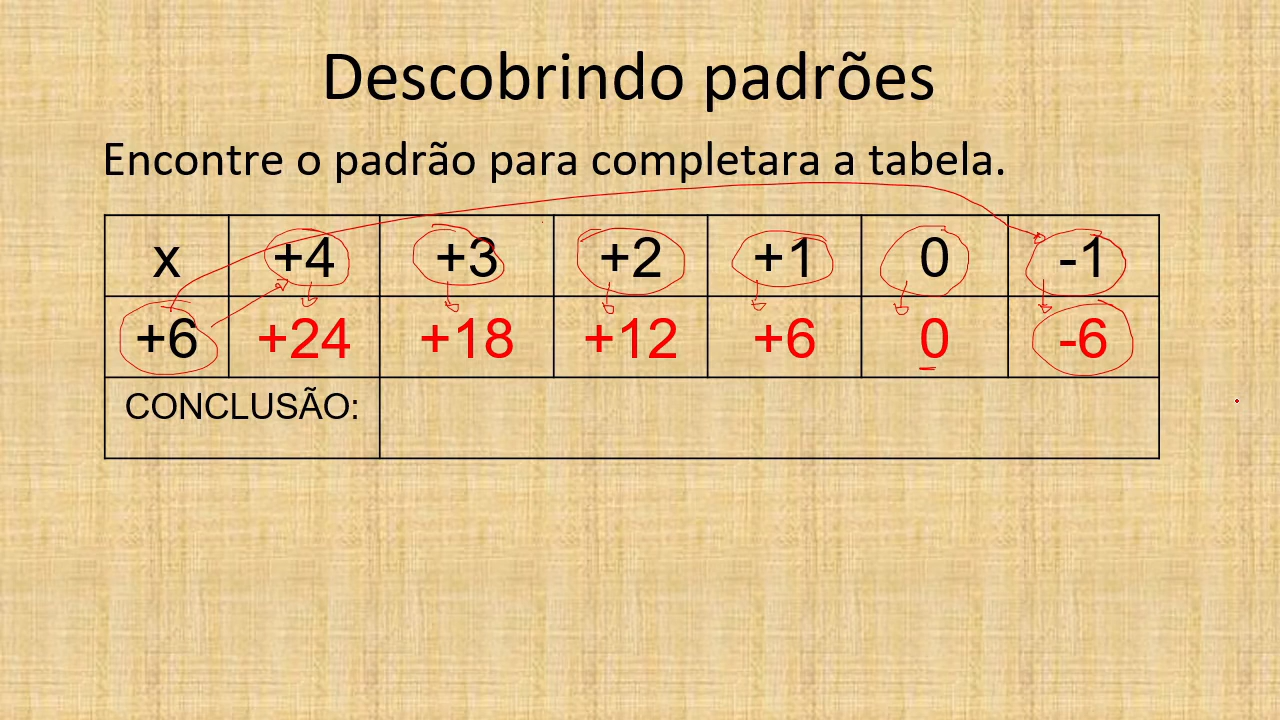 Descobrindo padrões
Encontre o padrão para completara a tabela.
x +4 +3 +2 +1 0 -1
+6 +24 +18 +12 +6 0 -6
CONCLUSÃO: